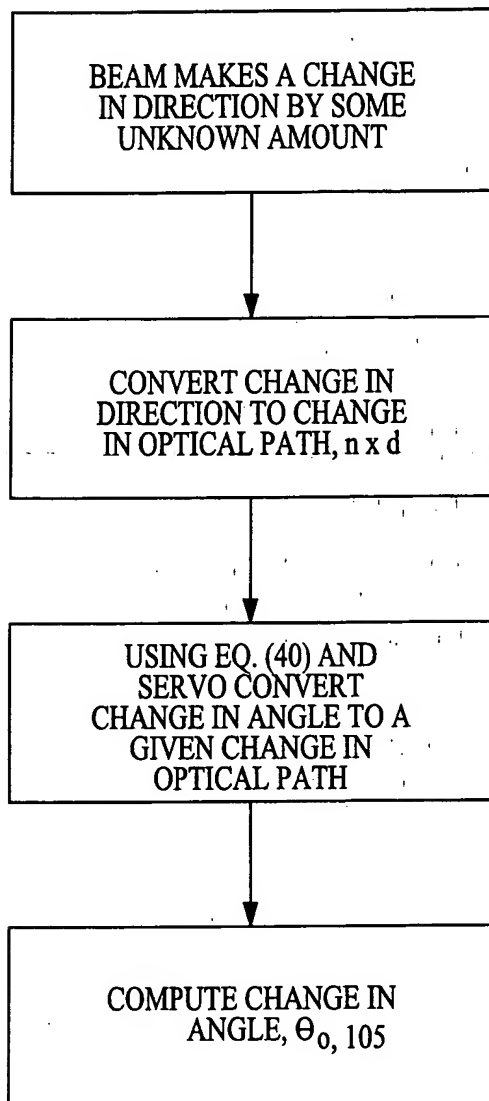 BEAM MAKES A CHANGE
IN DIRECTION BY SOME
UNKNOWN AMOUNT
CONVERT CHANGE IN
DIRECTION TO CHANGE
IN OPTICAL PATH, n x d
USING EQ. (40) AND
SERVO CONVERT
CHANGE IN ANGLE TO A
GIVEN CHANGE IN
OPTICAL PATH
COMPUTE CHANGE IN
ANGLE, Θo, 105